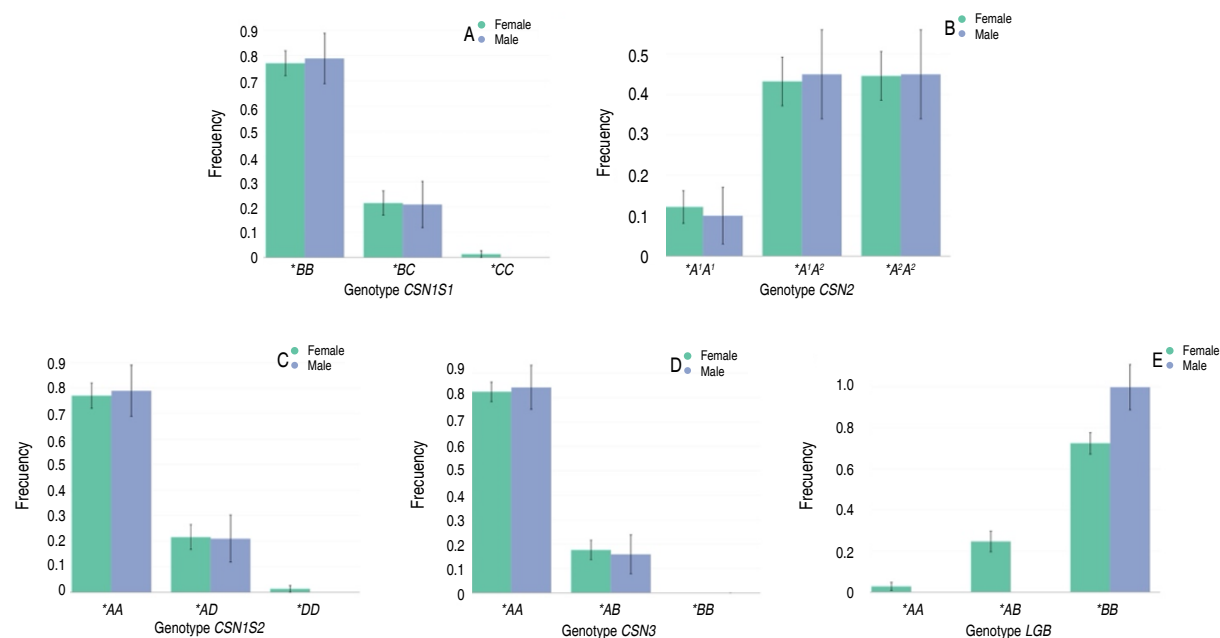 A
Female
Male
0.9
0.8
0.7
0.6
0.5
0.4
0.3
0.2
0.1
0
Frecuency
*BB *BC *CC
Genotype CSN1S1
B
Female
Male
0.5
0.4
0.3
0.2
0.1
0
Frecuency
*A¹A¹ *A¹A² *A²A²
Genotype CSN2
C
Female
Male
0.9
0.8
0.7
0.6
0.5
0.4
0.3
0.2
0.1
0
Frecuency
*AA *AD *DD
Genotype CSN1S2
D
Female
Male
0.9
0.8
0.7
0.6
0.5
0.4
0.3
0.2
0.1
0
Frecuency
*AA *AB *BB
Genotype CSN3
E
Female
Male
1.0
0.8
0.6
0.4
0.2
0
Frecuency
*AA *AB *BB
Genotype LGB